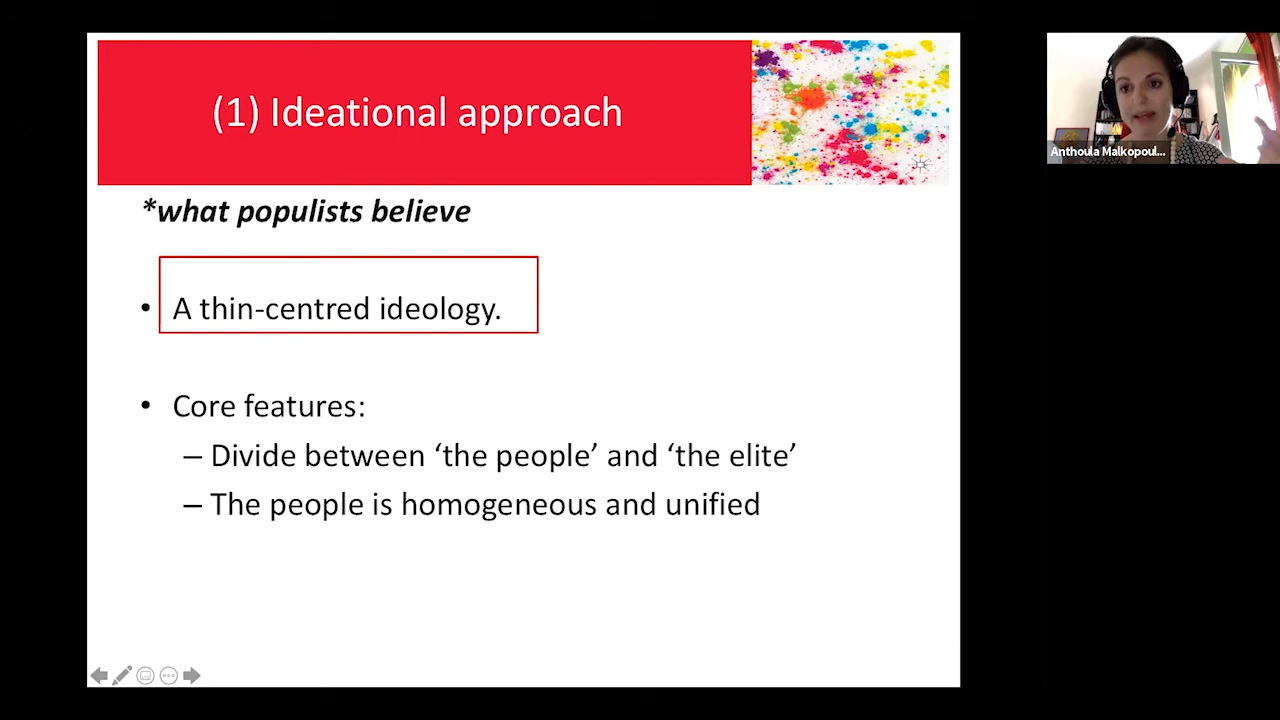 (1) Ideational approach
*what populists believe
• A thin-centred ideology.
• Core features:
– Divide between ‘the people’ and ‘the elite’
– The people is homogeneous and unified
Anthoula Malkopoul...